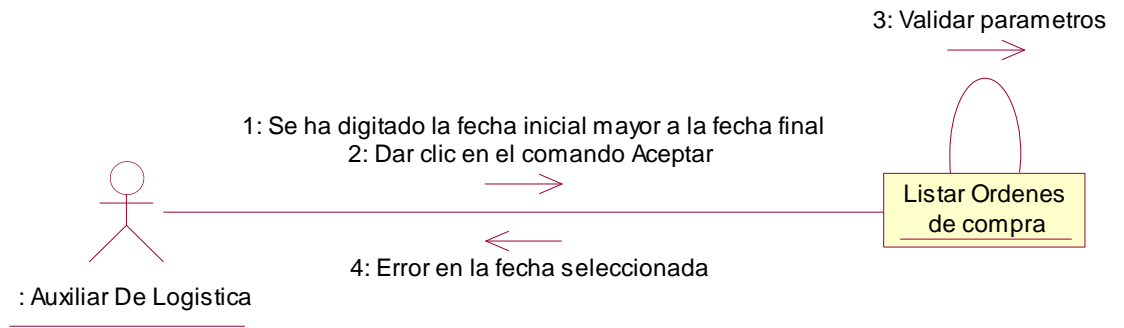 3: Validar parametros
1: Se ha digitado la fecha inicial mayor a la fecha final
2: Dar clic en el comando Aceptar
Listar Ordenes
de compra
4: Error en la fecha seleccionada
: Auxiliar De Logistica